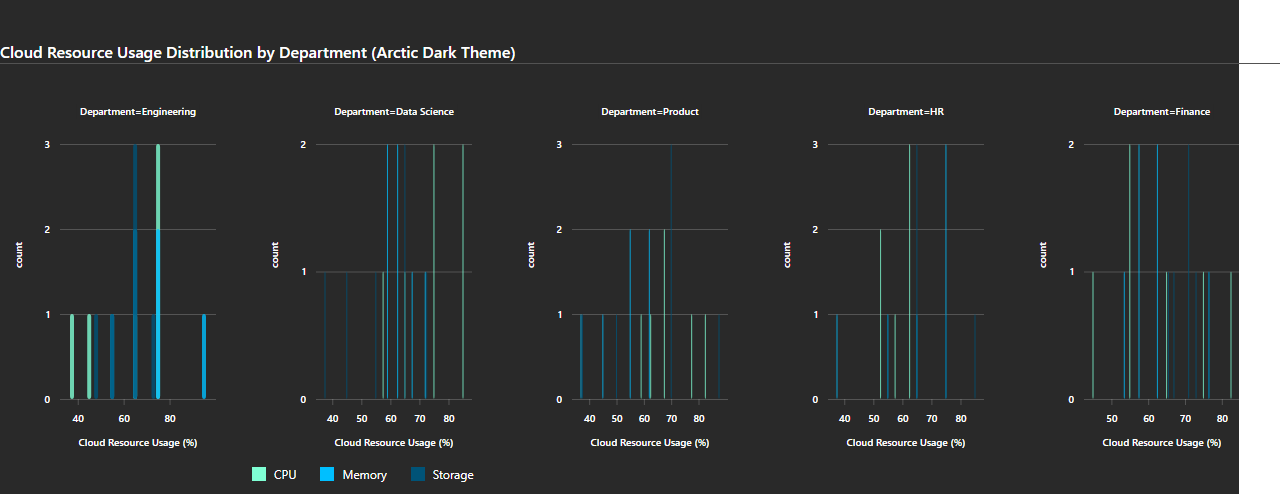 Cloud Resource Usage Distribution by Department (Arctic Dark Theme)
Department=Engineering
Department=Data Science
Department=Product
Department=HR
Department=Finance
3
2
1
0
count
40 60 80
Cloud Resource Usage (%)
2
1
0
count
40 50 60 70 80
Cloud Resource Usage (%)
3
2
1
0
count
40 50 60 70 80
Cloud Resource Usage (%)
3
2
1
0
count
40 50 60 70 80
Cloud Resource Usage (%)
2
1
0
count
50 60 70 80
Cloud Resource Usage (%)
CPU Memory Storage